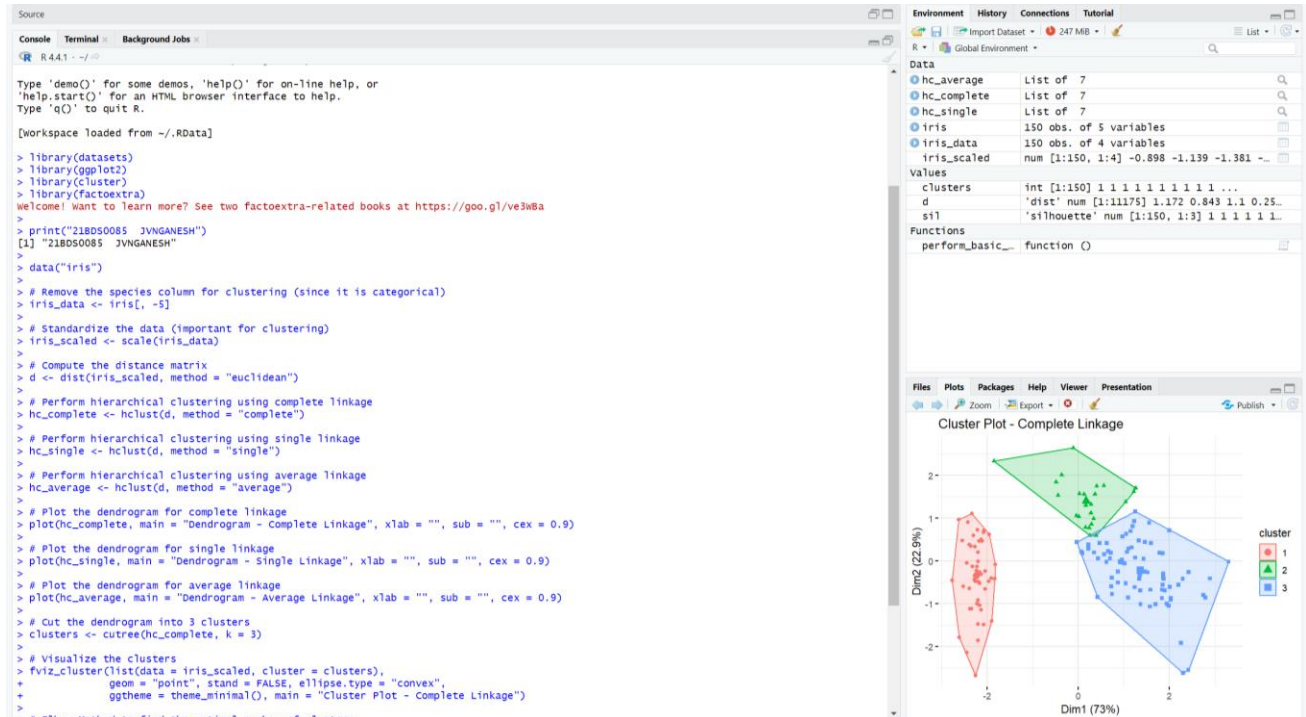 Source
Console Terminal Background Jobs
R 4.4.1 · ~/
Type 'demo()' for some demos, 'help()' for on-line help, or
'help.start()' for an HTML browser interface to help.
Type 'q()' to quit R.
[Workspace loaded from ~/.RData]
> library(datasets)
> library(ggplot2)
> library(cluster)
> library(factoextra)
Welcome! Want to learn more? See two factoextra-related books at https://goo.gl/ve3WBa
>
> print("21BDS0085  JVNGANESH")
[1] "21BDS0085  JVNGANESH"
>
> data("iris")
>
> # Remove the species column for clustering (since it is categorical)
> iris_data <- iris[, -5]
>
> # Standardize the data (important for clustering)
> iris_scaled <- scale(iris_data)
>
> # Compute the distance matrix
> d <- dist(iris_scaled, method = "euclidean")
>
> # Perform hierarchical clustering using complete linkage
> hc_complete <- hclust(d, method = "complete")
>
> # Perform hierarchical clustering using single linkage
> hc_single <- hclust(d, method = "single")
>
> # Perform hierarchical clustering using average linkage
> hc_average <- hclust(d, method = "average")
>
> # Plot the dendrogram for complete linkage
> plot(hc_complete, main = "Dendrogram - Complete Linkage", xlab = "", sub = "", cex = 0.9)
>
> # Plot the dendrogram for single linkage
> plot(hc_single, main = "Dendrogram - Single Linkage", xlab = "", sub = "", cex = 0.9)
>
> # Plot the dendrogram for average linkage
> plot(hc_average, main = "Dendrogram - Average Linkage", xlab = "", sub = "", cex = 0.9)
>
> # Cut the dendrogram into 3 clusters
> clusters <- cutree(hc_complete, k = 3)
>
> # Visualize the clusters
> fviz_cluster(list(data = iris_scaled, cluster = clusters),
+ geom = "point", stand = FALSE, ellipse.type = "convex",
+ ggtheme = theme_minimal(), main = "Cluster Plot - Complete Linkage")
>
Environment History Connections Tutorial
Import Dataset 247 MiB List
R Global Environment
Data
hc_average List of 7
hc_complete List of 7
hc_single List of 7
iris 150 obs. of 5 variables
iris_data 150 obs. of 4 variables
iris_scaled num [1:150, 1:4] -0.898 -1.139 -1.381 -…
Values
clusters int [1:150] 1 1 1 1 1 1 1 1 1 1 ...
d 'dist' num [1:11175] 1.172 0.843 1.1 0.25…
sil 'silhouette' num [1:150, 1:3] 1 1 1 1 1 1…
Functions
perform_basic_… function ()
Files Plots Packages Help Viewer Presentation
Zoom Export Publish
Cluster Plot - Complete Linkage
2
1
0
-1
-2
Dim2 (22.9%)
-2 0 2
Dim1 (73%)
cluster
1
2
3